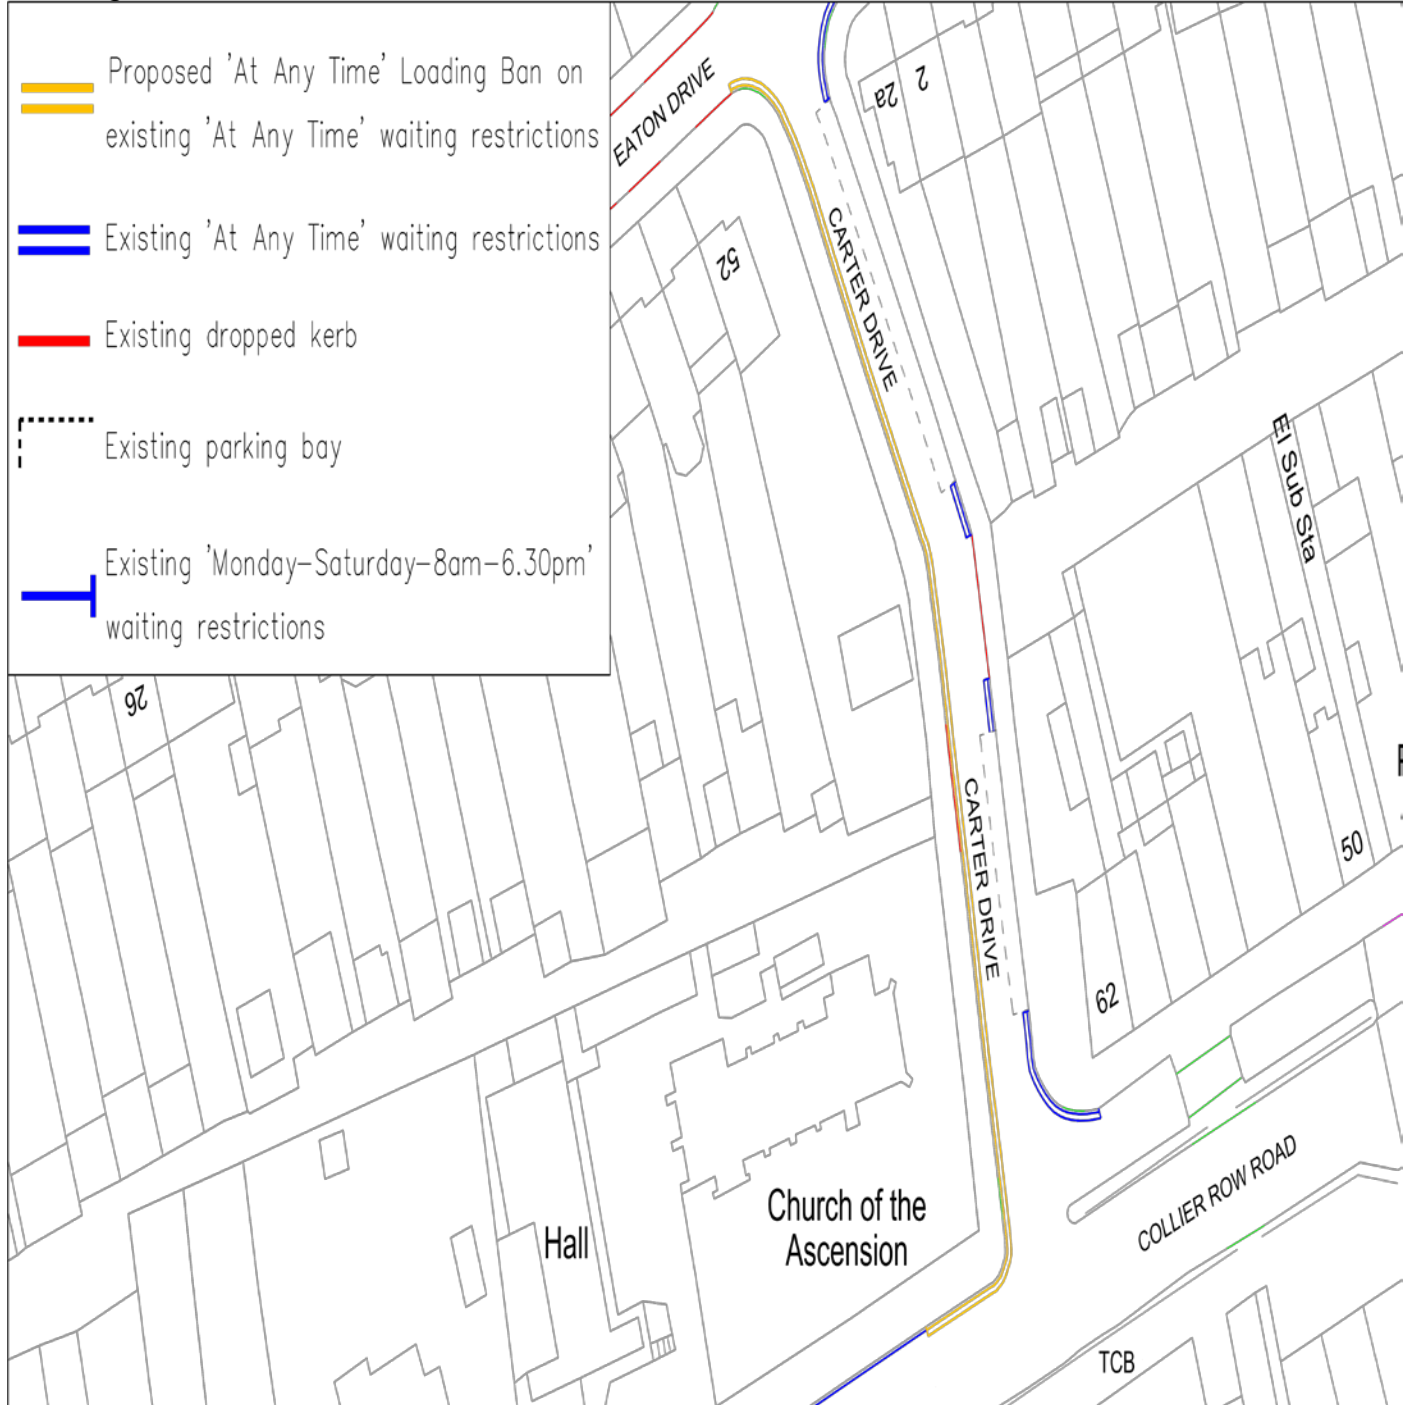 Proposed 'At Any Time' Loading Ban on
existing 'At Any Time' waiting restrictions
Existing 'At Any Time' waiting restrictions
Existing dropped kerb
Existing parking bay
Existing 'Monday-Saturday-8am-6.30pm'
waiting restrictions
EATON DRIVE
2
2a
CARTER DRIVE
52
El Sub Sta
26
CARTER DRIVE
50
62
COLLIER ROW ROAD
Church of the
Ascension
Hall
TCB